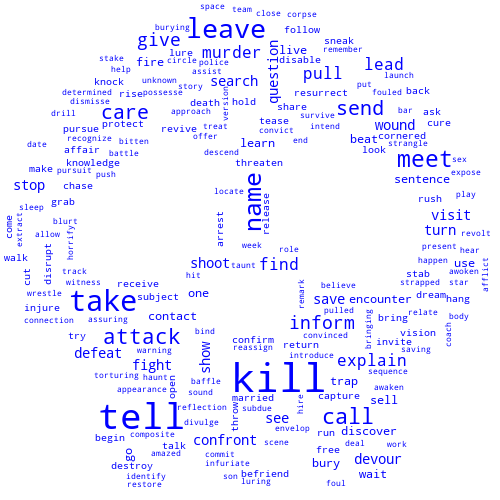 space team close corpse
burying leave follow
give murder live sneak
stake lure question disable remember
help fire circle police pull lead launch
knock unknown assist search resurrect put
determined rise possesse story version hold fouled back
dismisse death share send bar ask
drill care approach survive wound cure
pursue protect revive treat tease convict intend beat cornered
recognize offer learn end strangle
date affair bitten look meet sex
battle descend threaten
make knowledge pursuit sentence expose
stop push chase locate name release rush play
sleep grab visit
come extract blurt arrest turn revolt
allow horrify week present hear
walk disrupt role happen use afflict
cut shoot taunt find stab awoken
track hit remark believe strapped star
wrestle witness receive one save encounter dream hang
injure take subject pulled relate body
connection assuring contact inform bringing bring coach
try attack bind confirm convinced vision
defeat warning show reassign return invite saving
introduce explain
torturing fight baffle kill sequence
haunt open trap awaken
appearance sound married hire capture sell
tell reflection throw subdue call
divulge see envelop run discover
begin composite talk confront scene deal work
go amazed commit free devour
destroy infuriate bury wait
identify son befriend
restore luring foul